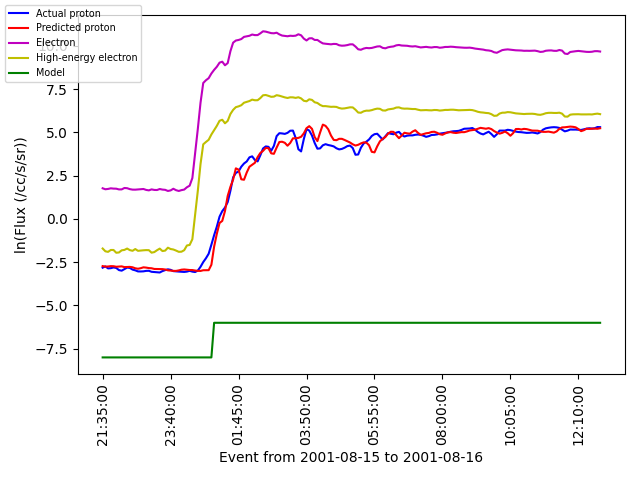 Actual proton
Predicted proton
Electron
High-energy electron
Model
10.0
7.5
5.0
2.5
0.0
−2.5
−5.0
−7.5
ln(Flux (/cc/s/sr))
21:35:00
23:40:00
01:45:00
03:50:00
05:55:00
08:00:00
10:05:00
12:10:00
Event from 2001-08-15 to 2001-08-16